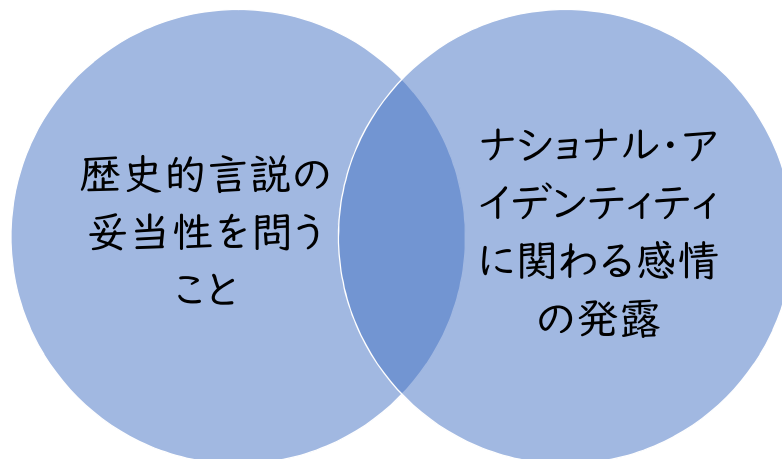 歴史的言説の
妥当性を問う
こと
ナショナル・ア
イデンティティ
に関わる感情
の発露